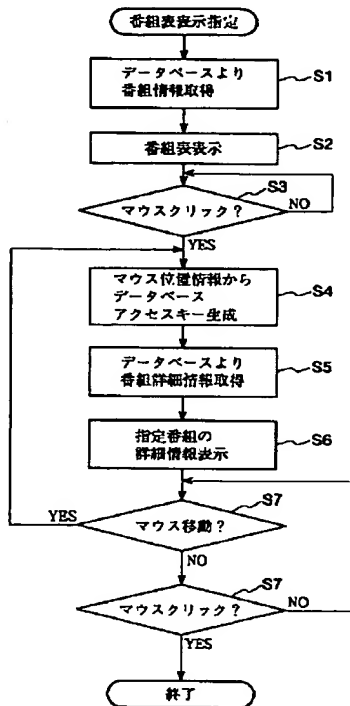 番組表表示指定
データベースより
番組情報取得
S1
番組表表示
S2
S3
マウスクリック?
NO
YES
マウス位置情報から
データベース
アクセスキー生成
S4
データベースより
番組詳細情報取得
S5
指定番組の
詳細情報表示
S6
S7
YES
マウス移動?
NO
S7
マウスクリック?
NO
YES
終了